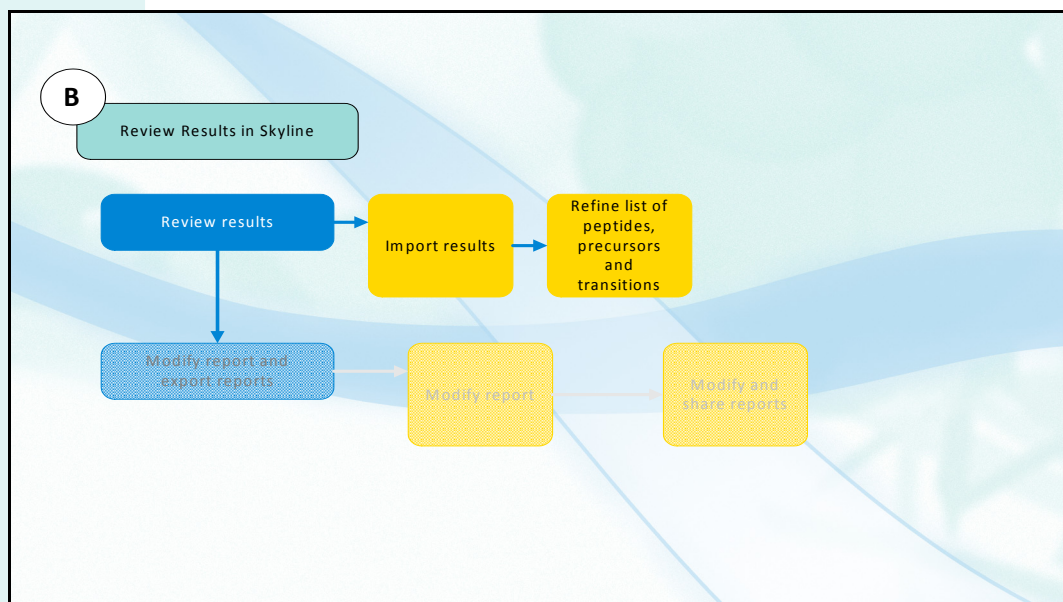 B
Review Results in Skyline
Review results
Import results
Refine list of
peptides,
precursors
and
transitions
Modify report and
export reports
Modify report
Modify and
share reports